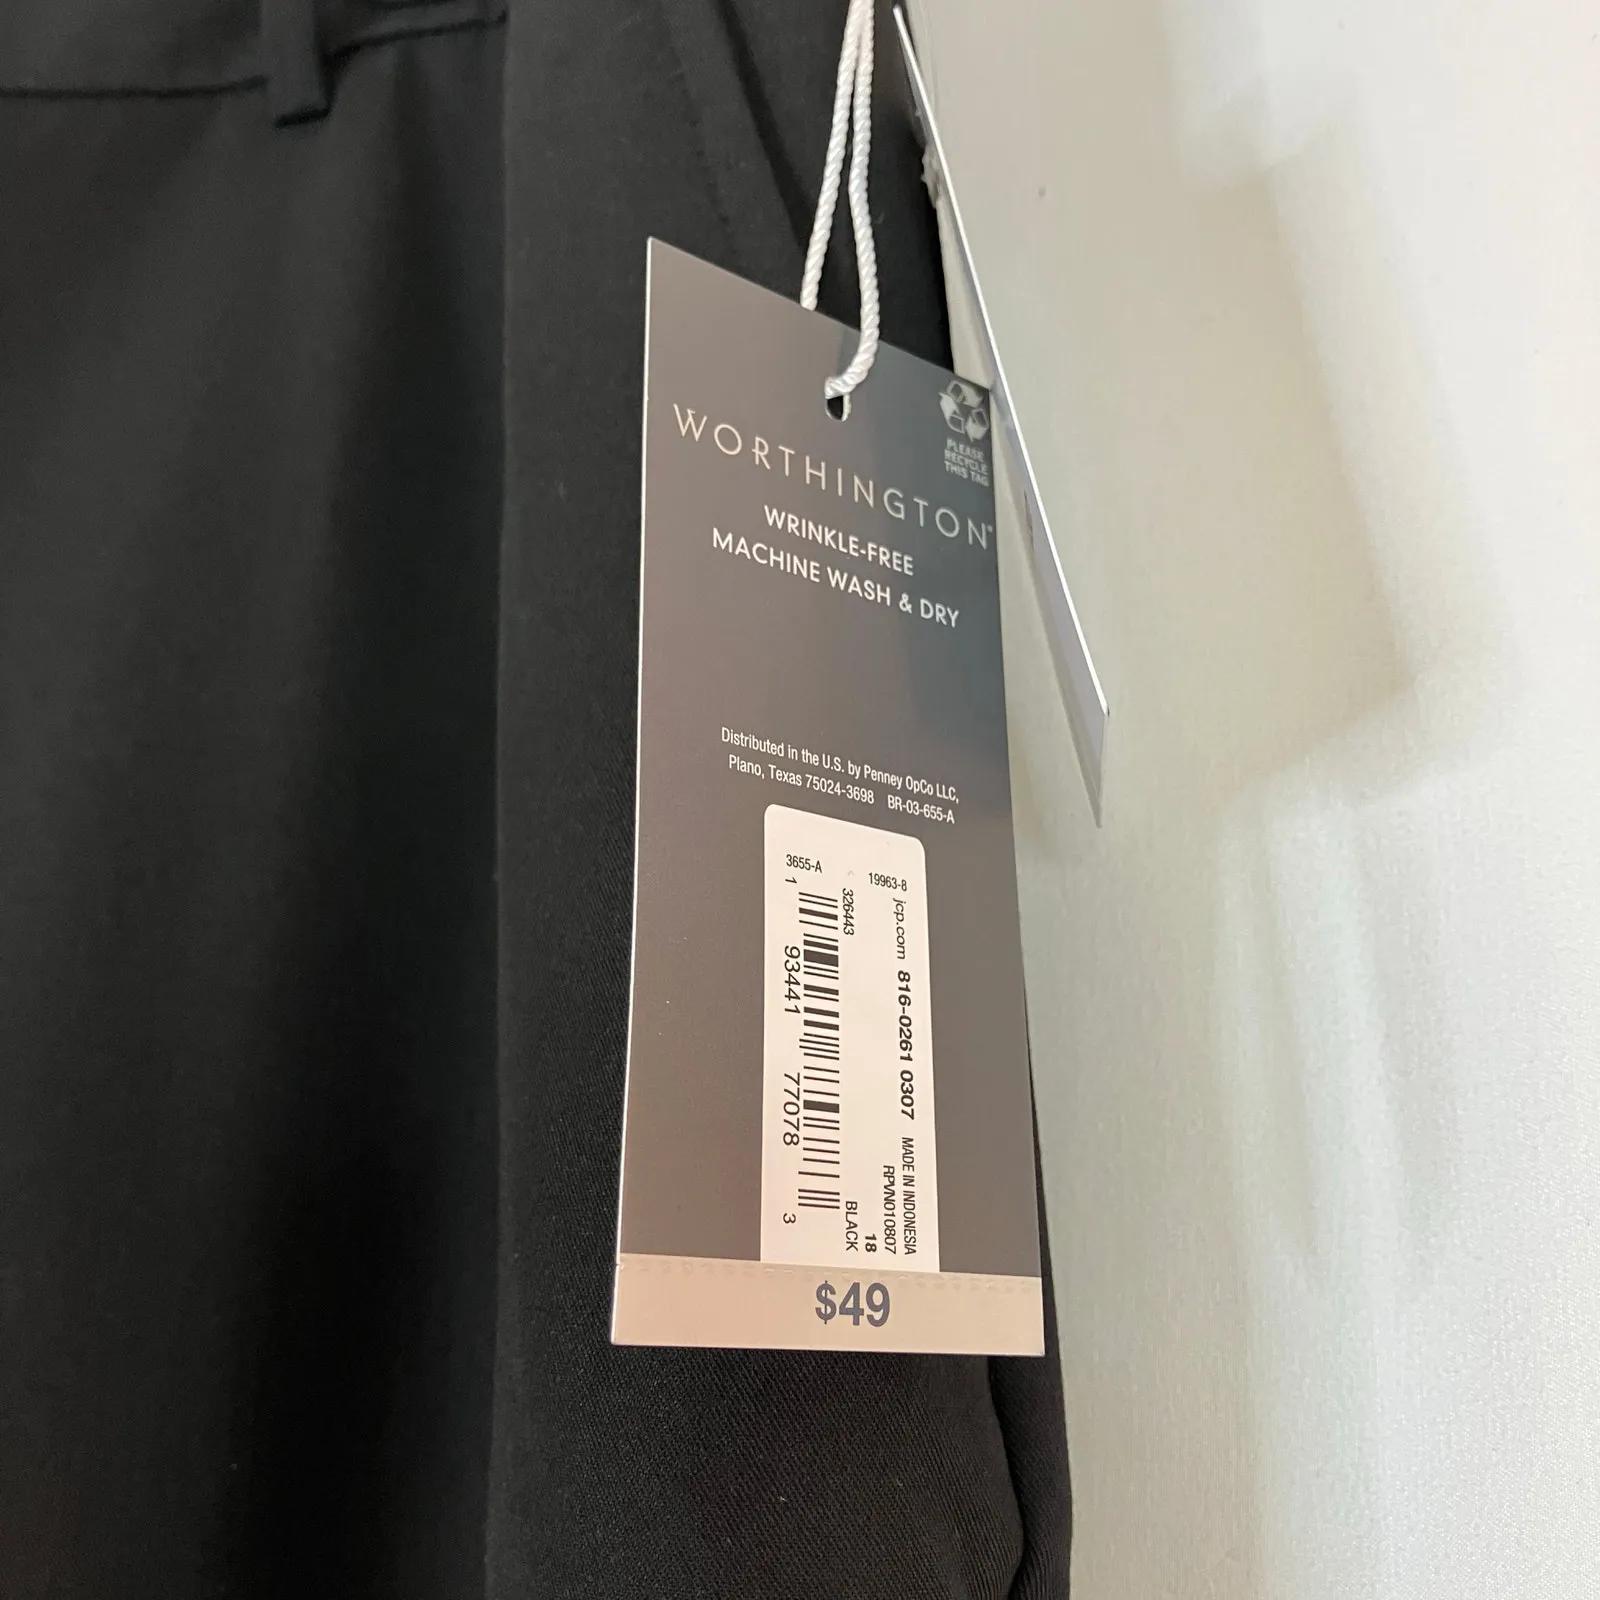 WORTHINGTON®
PLEASE
RECYCLE
THIS TAG
WRINKLE-FREE
MACHINE WASH & DRY
Distributed in the U.S. by Penney OpCo LLC,
Plano, Texas 75024-3698 BR-03-655-A
3655-A
19963-8
jcp.com 816-0261 0307 MADE IN INDONESIA
RPVN010807
18
326443 BLACK
1 93441 77078 3
$49